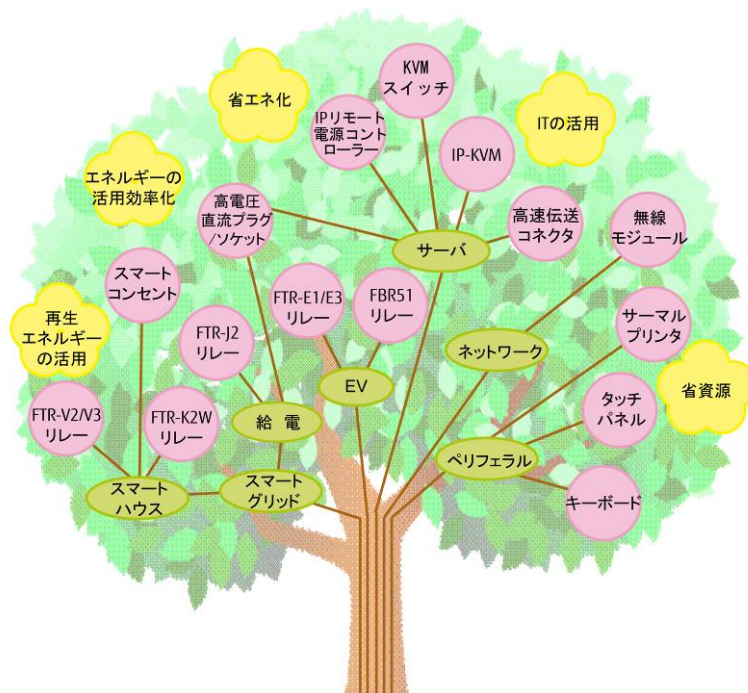 KVM
スイッチ
省エネ化
IPリモート
電源コント
ローラー
ITの活用
IP-KVM
エネルギーの
活用効率化
高電圧
直流プラグ
/ソケット
高速伝送
コネクタ
無線
モジュール
サーバ
スマート
コンセント
FTR-E1/E3
リレー
FBR51
リレー
再生
エネルギー
の活用
FTR-J2
リレー
ネットワーク
サーマル
プリンタ
EV
省資源
FTR-V2/V3
リレー
FTR-K2W
リレー
給 電
タッチ
パネル
ペリフェラル
スマート
ハウス
スマート
グリッド
キーボード